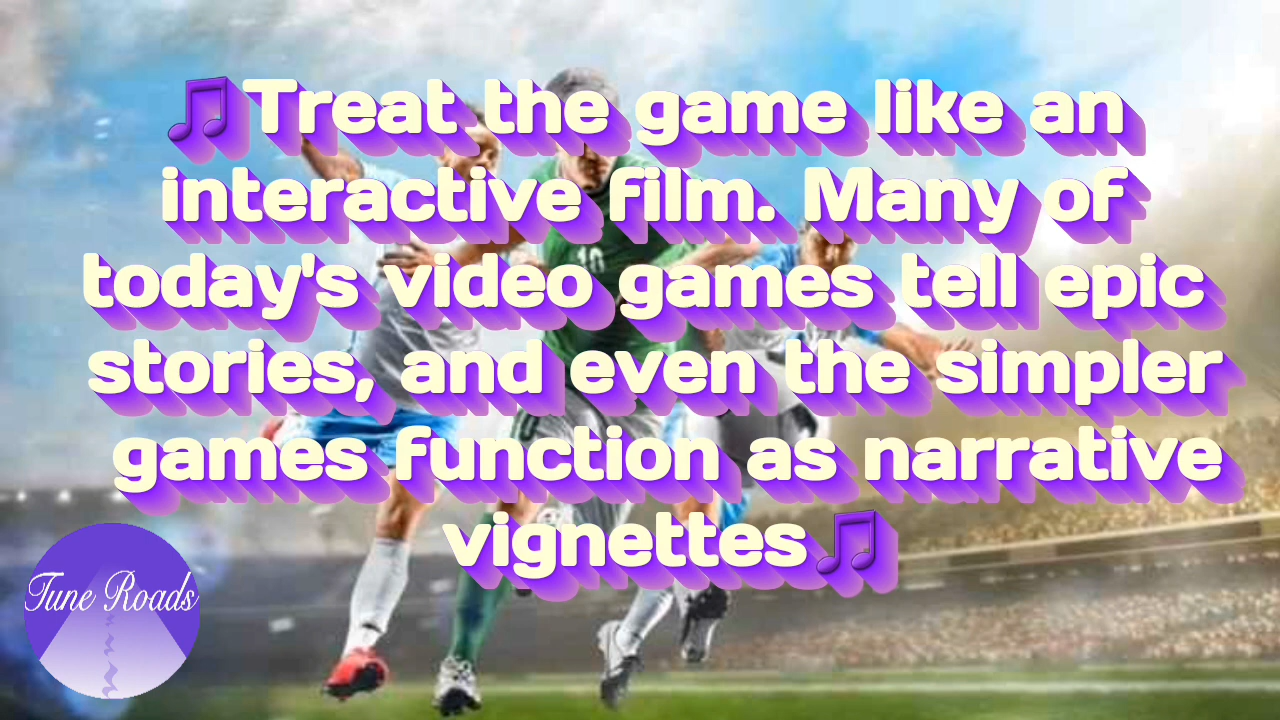 🎵Treat the game like an
interactive film. Many of
today's video games tell epic
stories, and even the simpler
games function as narrative
vignettes🎵
10
Tune Roads